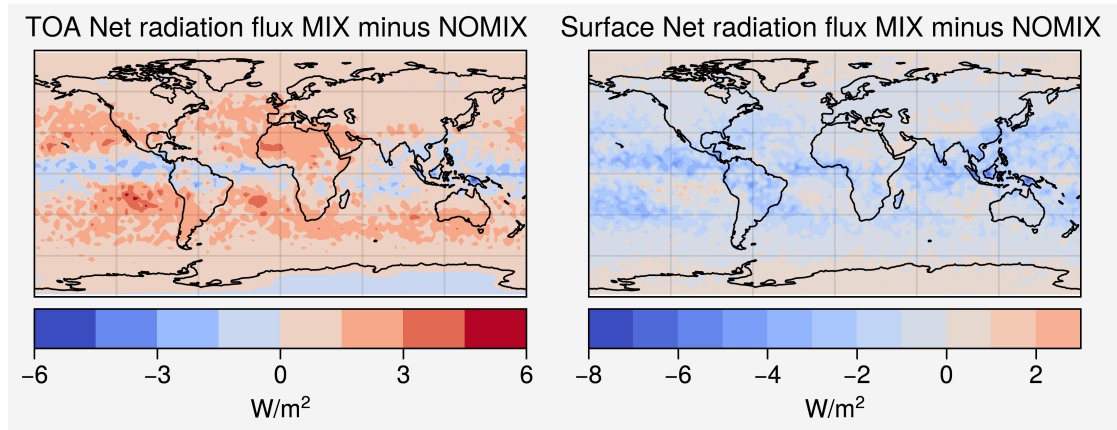 TOA Net radiation flux MIX minus NOMIX
−6 −3 0 3 6
W/m²
Surface Net radiation flux MIX minus NOMIX
−8 −6 −4 −2 0 2
W/m²